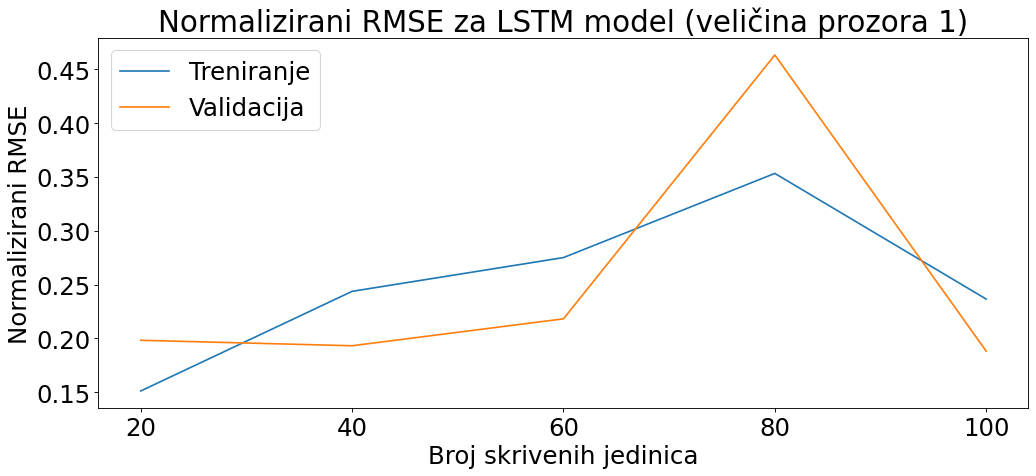 Normalizirani RMSE za LSTM model (veličina prozora 1)
Treniranje
Validacija
Normalizirani RMSE
0.45
0.40
0.35
0.30
0.25
0.20
0.15
20 40 60 80 100
Broj skrivenih jedinica